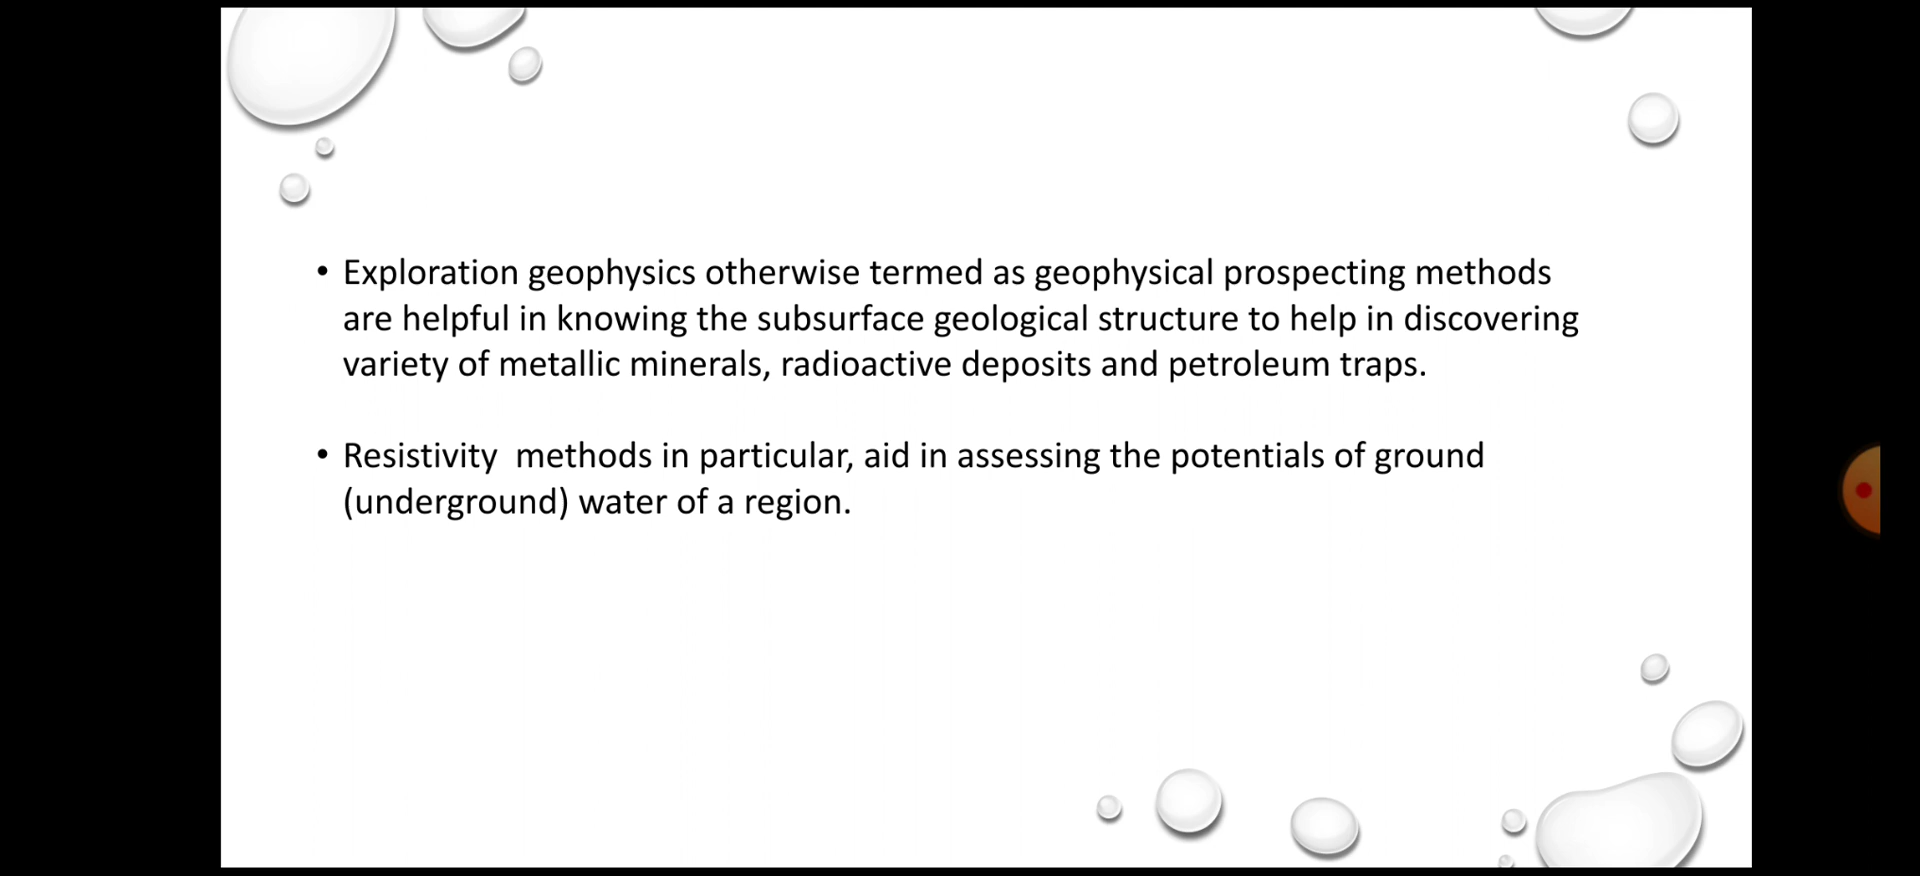 • Exploration geophysics otherwise termed as geophysical prospecting methods
are helpful in knowing the subsurface geological structure to help in discovering
variety of metallic minerals, radioactive deposits and petroleum traps.
• Resistivity  methods in particular, aid in assessing the potentials of ground
(underground) water of a region.